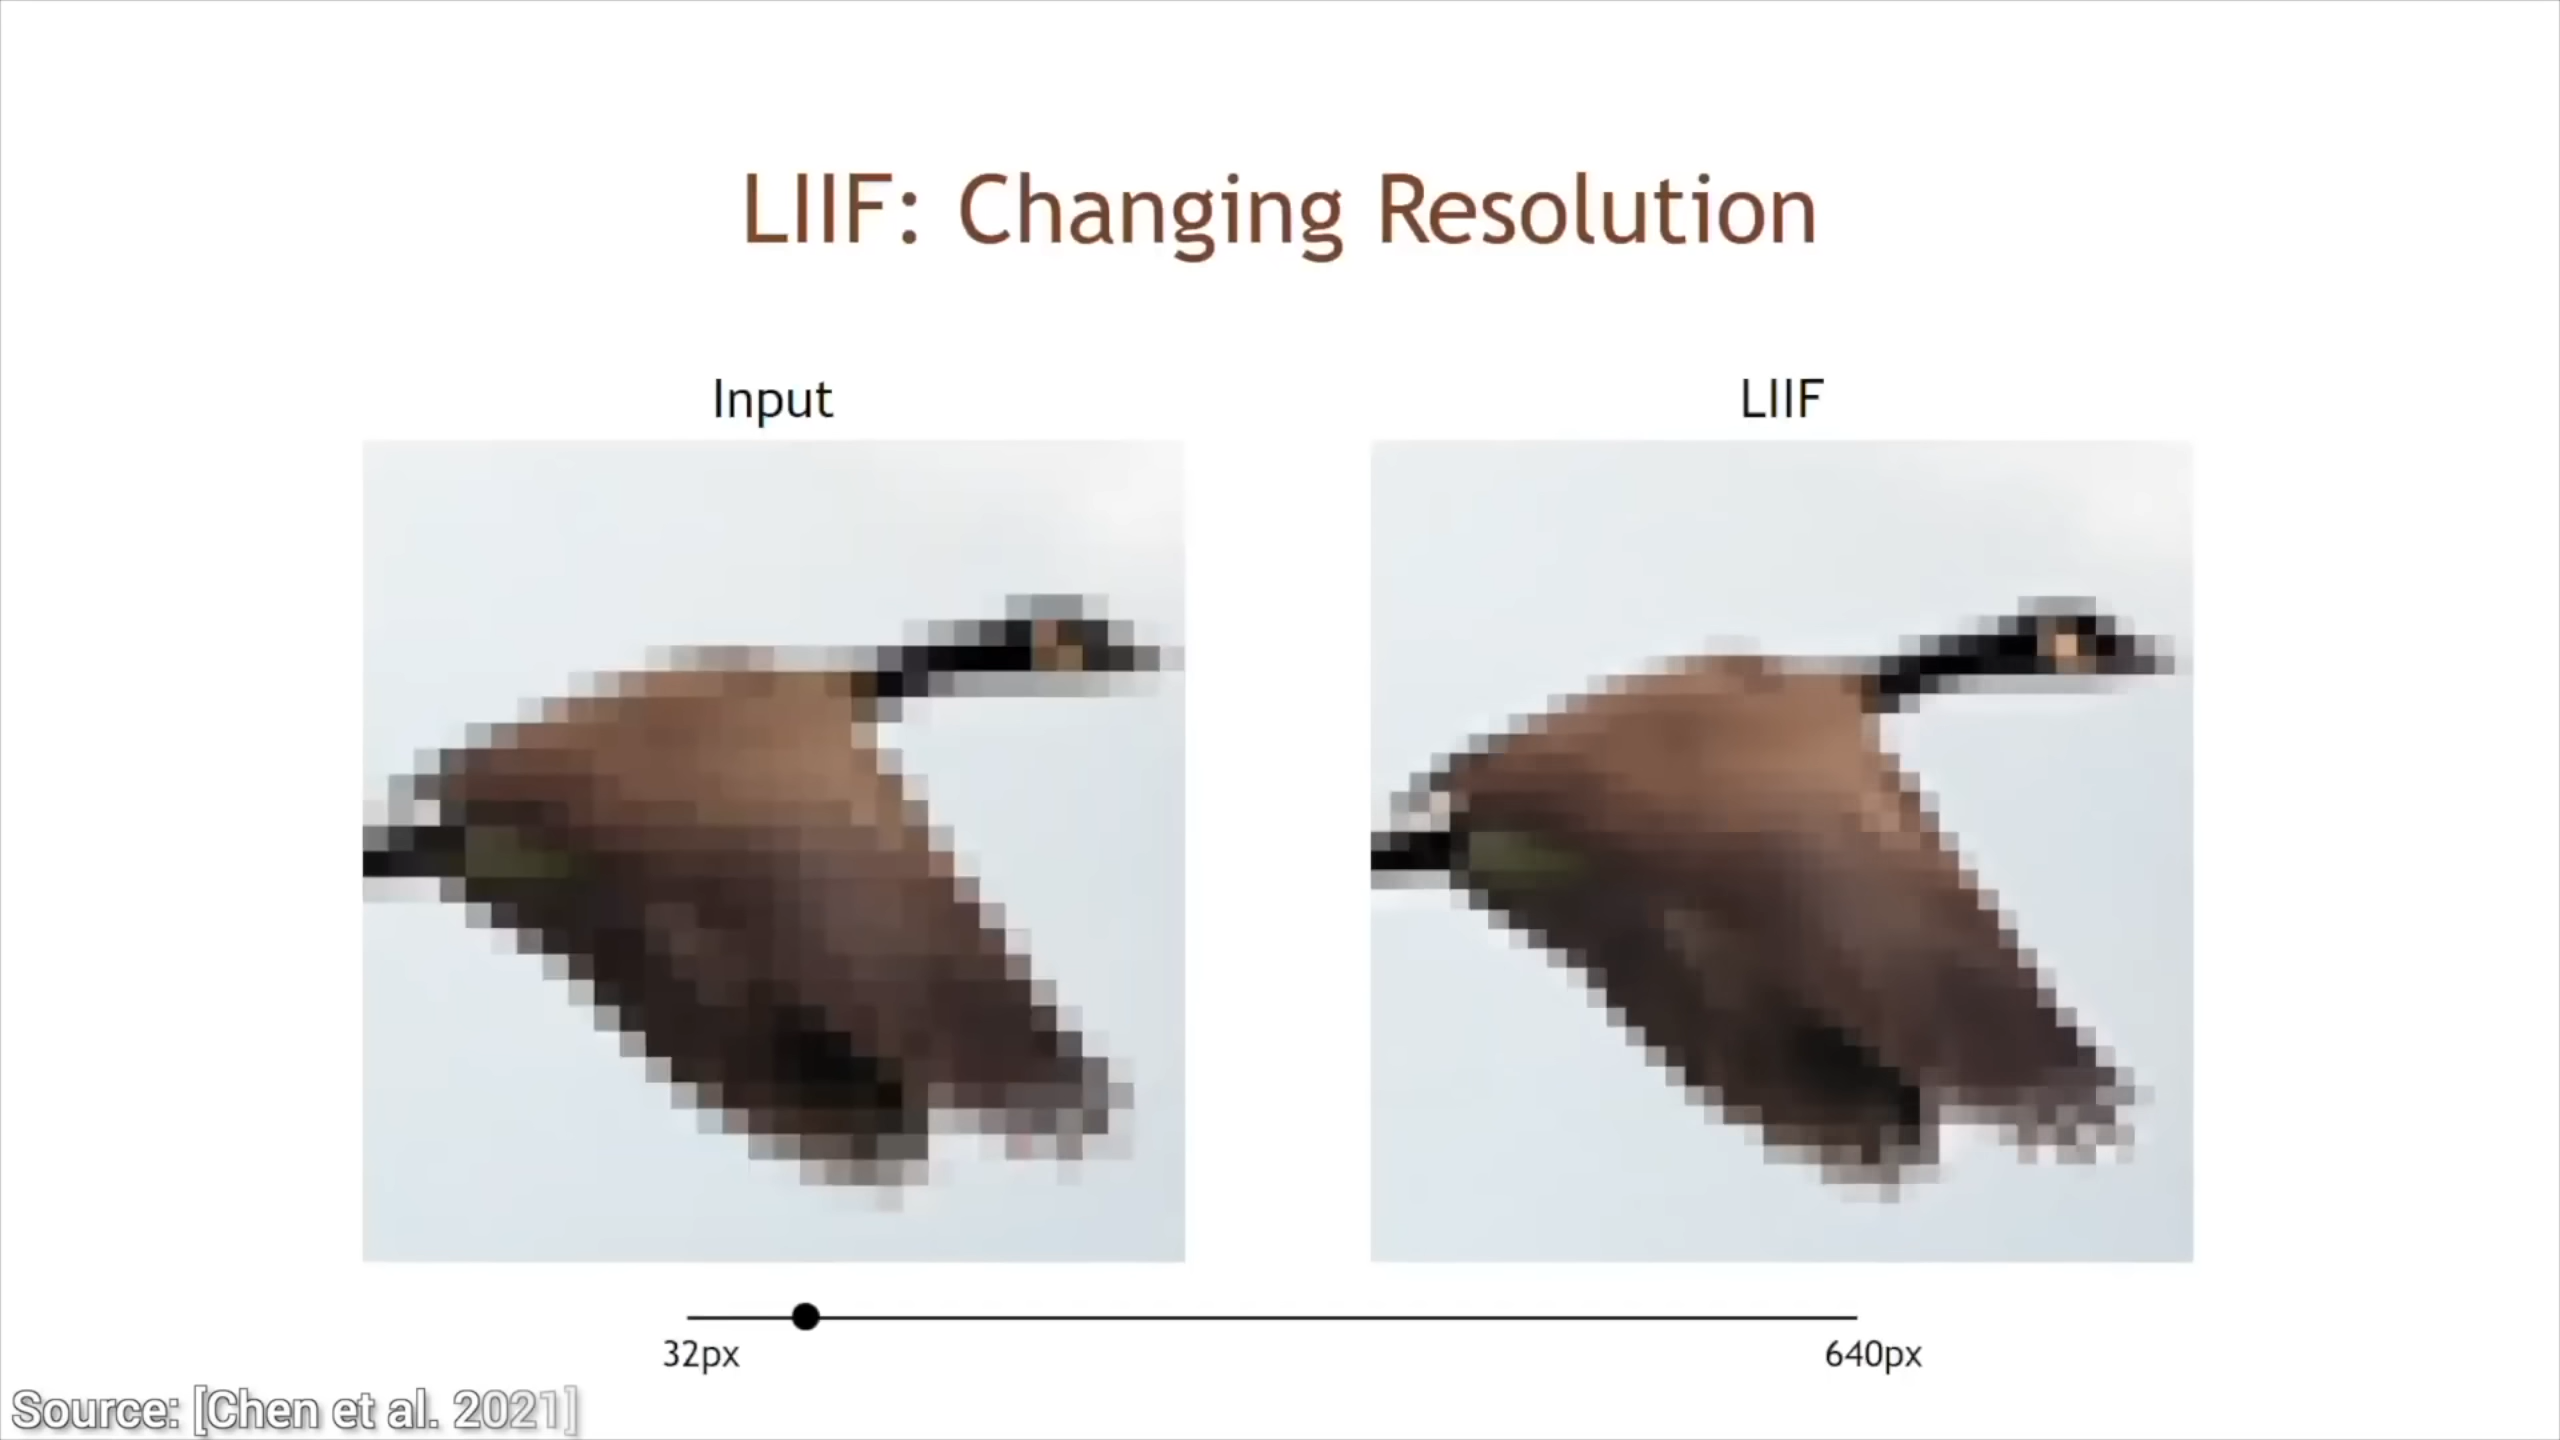 LIIF: Changing Resolution
Input
LIIF
32px
640px
Source: [Chen et al. 2021]